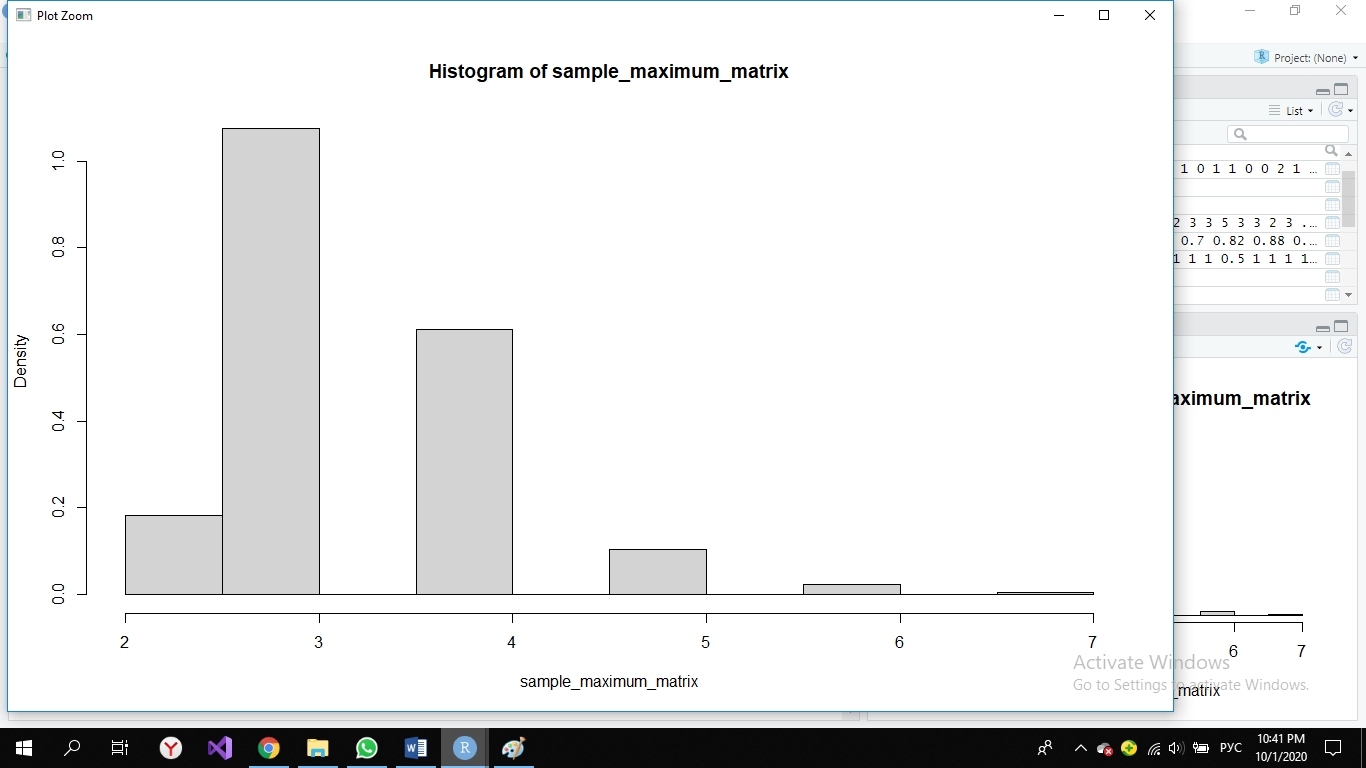 Plot Zoom
Project: (None)
Histogram of sample_maximum_matrix
List
1 0 1 1 0 0 2 1 ...
2 3 3 5 3 3 2 3 ...
0.7 0.82 0.88 0...
1 1 1 0.5 1 1 1 1...
1.0
0.8
0.6
0.4
0.2
0.0
Density
2 3 4 5 6 7
sample_maximum_matrix
aximum_matrix
6 7
_matrix
Activate Windows
Go to Settings to activate Windows.
РУС
10:41 PM
10/1/2020